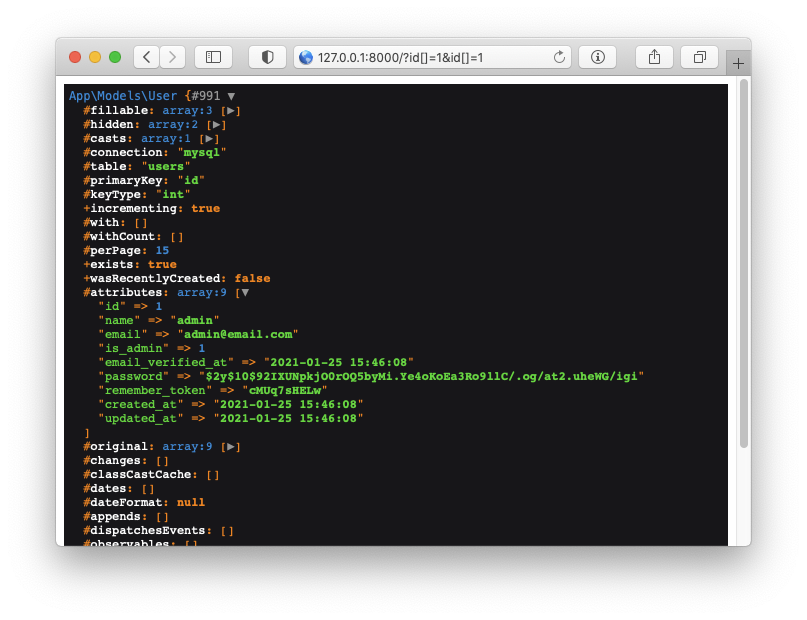 127.0.0.1:8000/?id[]=1&id[]=1
App\Models\User {#991 ▼
#fillable: array:3 [▶]
#hidden: array:2 [▶]
#casts: array:1 [▶]
#connection: "mysql"
#table: "users"
#primaryKey: "id"
#keyType: "int"
+incrementing: true
#with: []
#withCount: []
#perPage: 15
+exists: true
+wasRecentlyCreated: false
#attributes: array:9 [▼
"id" => 1
"name" => "admin"
"email" => "admin@email.com"
"is_admin" => 1
"email_verified_at" => "2021-01-25 15:46:08"
"password" => "$2y$10$92IXUNpkjO0rOQ5byMi.Ye4oKoEa3Ro9llC/.og/at2.uheWG/igi"
"remember_token" => "cMUq7sHELw"
"created_at" => "2021-01-25 15:46:08"
"updated_at" => "2021-01-25 15:46:08"
]
#original: array:9 [▶]
#changes: []
#classCastCache: []
#dates: []
#dateFormat: null
#appends: []
#dispatchesEvents: []
#observables: []